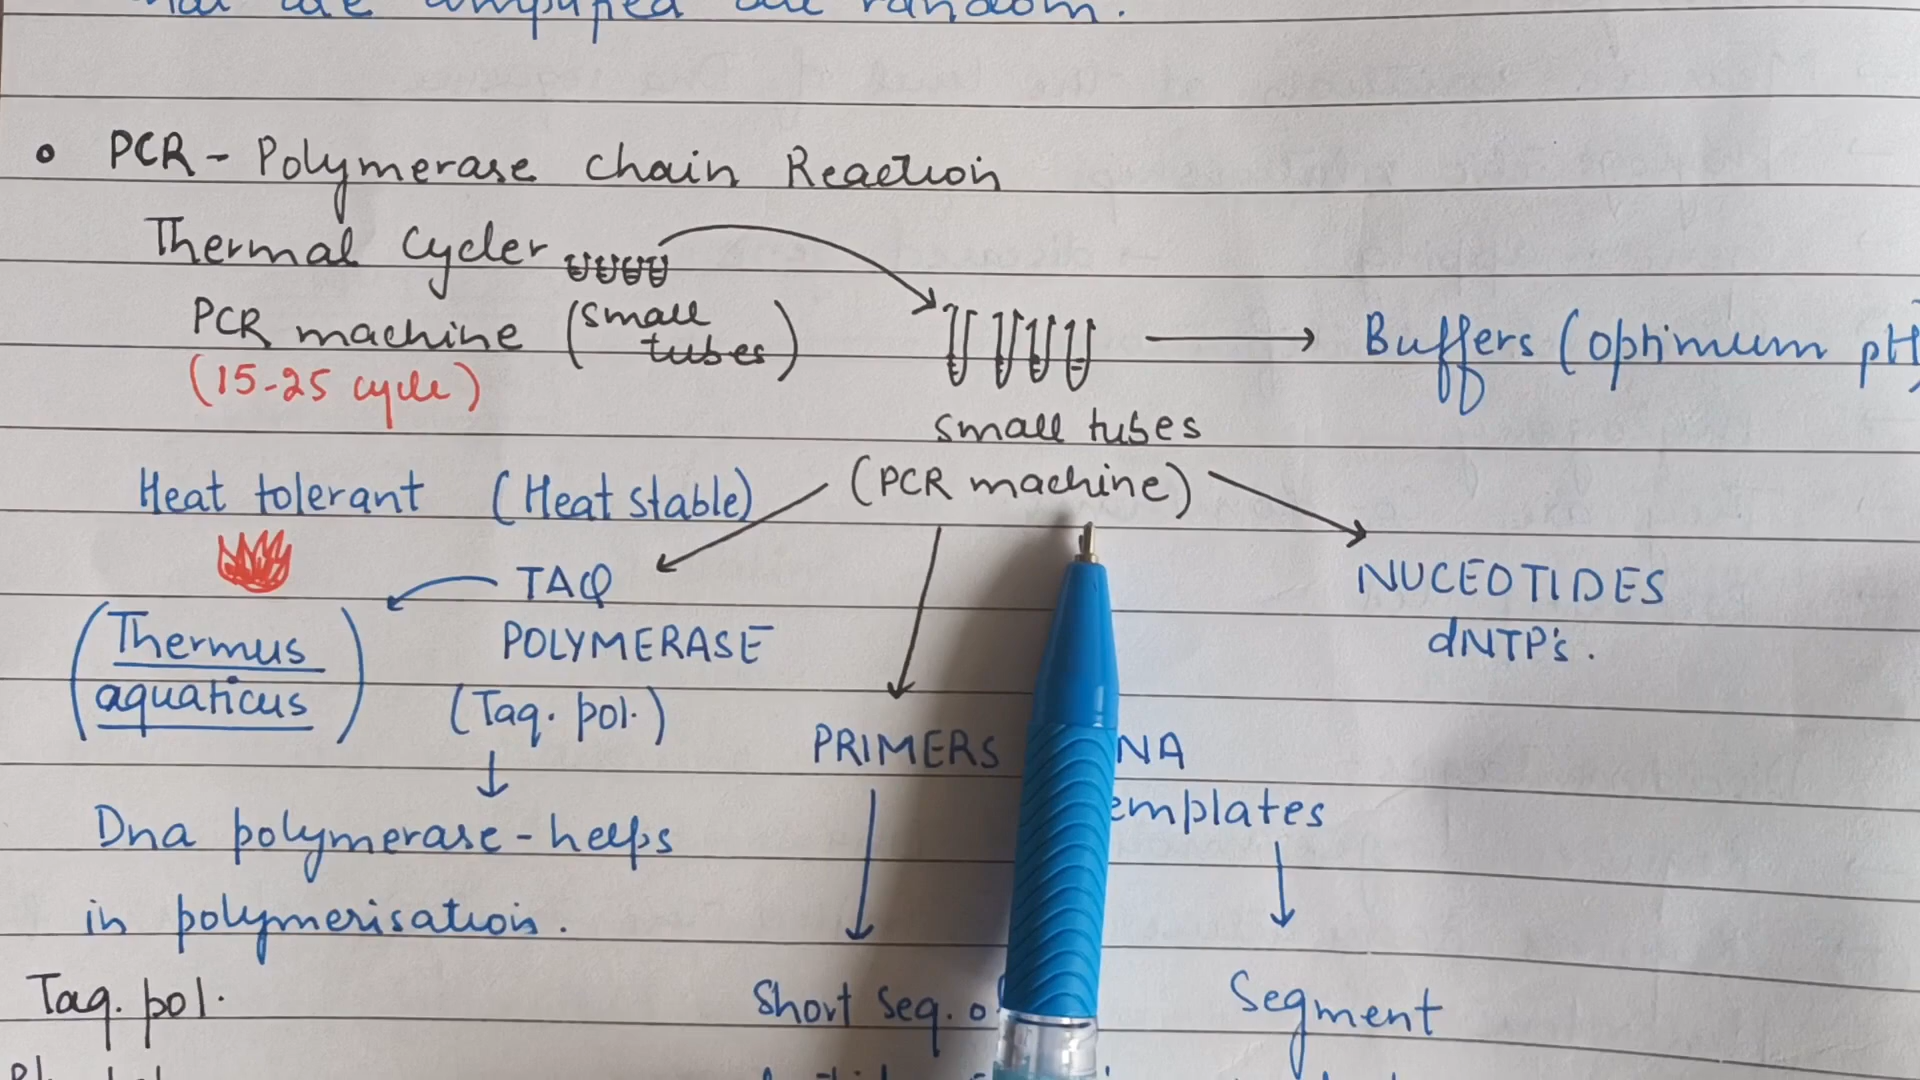 amplified random.
• PCR - Polymerase chain Reaction
Thermal Cycler
PCR machine (small tubes)
(15-25 cycle)
Buffers (optimum pH)
small tubes
(PCR machine)
Heat tolerant (Heat stable)
TAQ
POLYMERASE
(Taq. pol.)
(Thermus
aquaticus)
NUCEOTIDES
dNTP's.
PRIMERS NA
emplates
Dna polymerase - helps
in polymerisation.
Taq. pol.
Short Seq. o
Segment